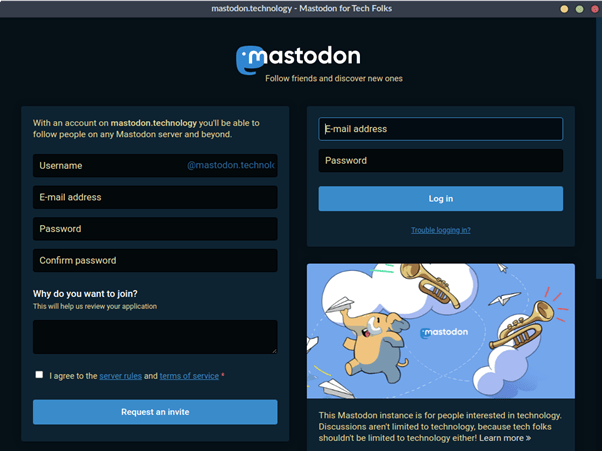 mastodon.technology - Mastodon for Tech Folks
mastodon
Follow friends and discover new ones
With an account on mastodon.technology you'll be able to
follow people on any Mastodon server and beyond.
Username @mastodon.technolo
E-mail address
Password
Confirm password
Why do you want to join?
This will help us review your application
I agree to the server rules and terms of service *
Request an invite
E-mail address
Password
Log in
Trouble logging in?
mastodon
This Mastodon instance is for people interested in technology.
Discussions aren't limited to technology, because tech folks
shouldn't be limited to technology either! Learn more »